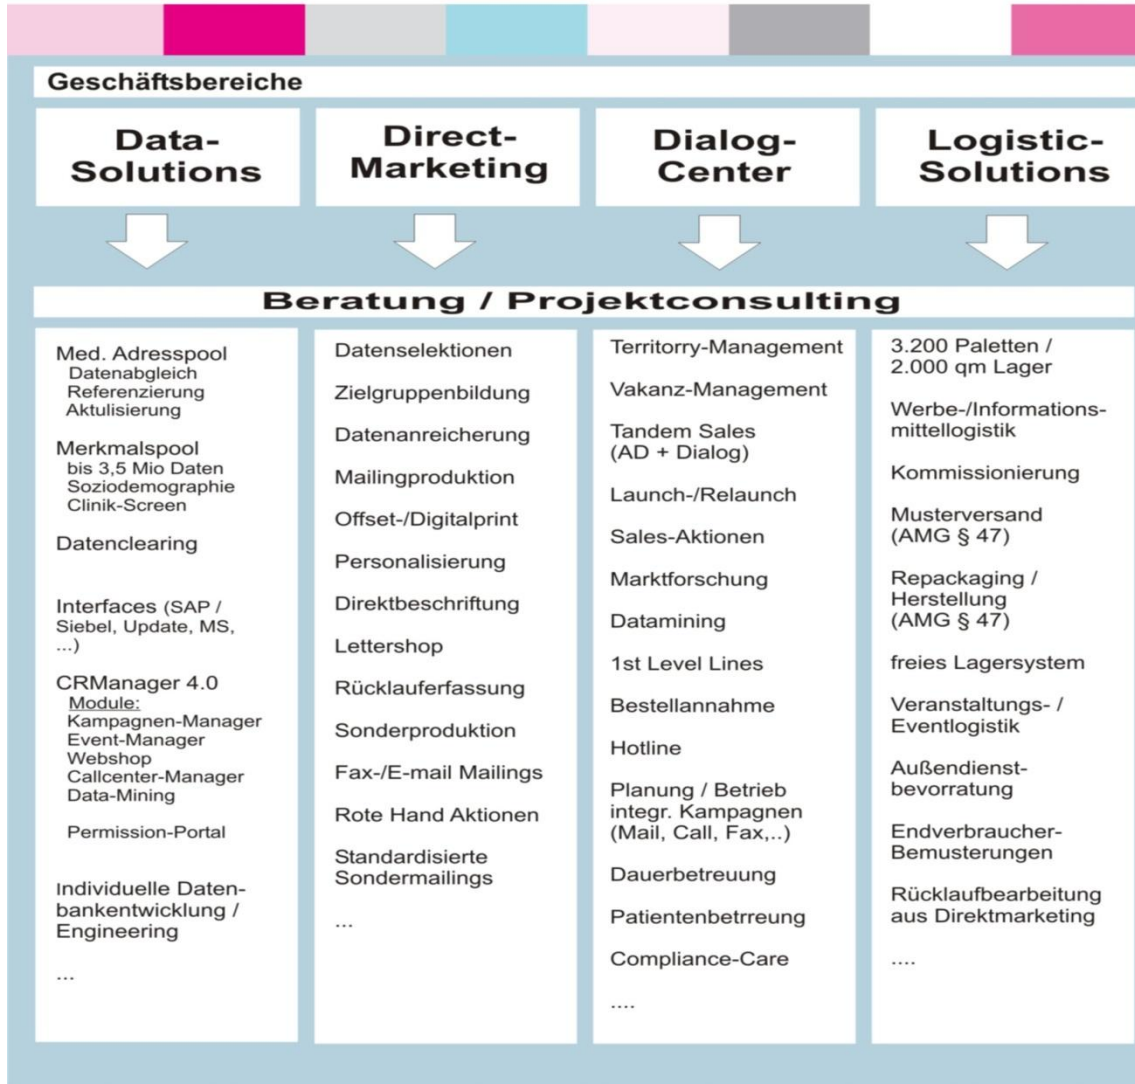 Geschäftsbereiche
Data-
Solutions
Direct-
Marketing
Dialog-
Center
Logistic-
Solutions
Beratung / Projektconsulting
Med. Adresspool
Datenabgleich
Referenzierung
Aktulisierung
Merkmalspool
bis 3,5 Mio Daten
Soziodemographie
Clinik-Screen
Datenclearing
Interfaces (SAP /
Siebel, Update, MS,
...)
CRManager 4.0
Module:
Kampagnen-Manager
Event-Manager
Webshop
Callcenter-Manager
Data-Mining
Permission-Portal
Individuelle Daten-
bankentwicklung /
Engineering
...
Datenselektionen
Zielgruppenbildung
Datenanreicherung
Mailingproduktion
Offset-/Digitalprint
Personalisierung
Direktbeschriftung
Lettershop
Rücklauferfassung
Sonderproduktion
Fax-/E-mail Mailings
Rote Hand Aktionen
Standardisierte
Sondermailings
...
Territorry-Management
Vakanz-Management
Tandem Sales
(AD + Dialog)
Launch-/Relaunch
Sales-Aktionen
Marktforschung
Datamining
1st Level Lines
Bestellannahme
Hotline
Planung / Betrieb
integr. Kampagnen
(Mail, Call, Fax,..)
Dauerbetreuung
Patientenbetrreung
Compliance-Care
....
3.200 Paletten /
2.000 qm Lager
Werbe-/Informations-
mittellogistik
Kommissionierung
Musterversand
(AMG § 47)
Repackaging /
Herstellung
(AMG § 47)
freies Lagersystem
Veranstaltungs- /
Eventlogistik
Außendienst-
bevorratung
Endverbraucher-
Bemusterungen
Rücklaufbearbeitung
aus Direktmarketing
....